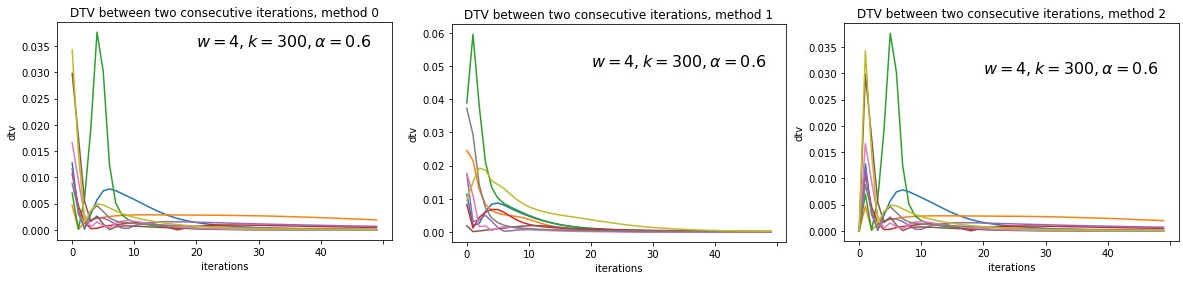 DTV between two consecutive iterations, method 0
w = 4, k = 300, α = 0.6
0.035
0.030
0.025
0.020
0.015
0.010
0.005
0.000
dtv
0 10 20 30 40
iterations
DTV between two consecutive iterations, method 1
w = 4, k = 300, α = 0.6
0.06
0.05
0.04
0.03
0.02
0.01
0.00
dtv
0 10 20 30 40
iterations
DTV between two consecutive iterations, method 2
w = 4, k = 300, α = 0.6
0.035
0.030
0.025
0.020
0.015
0.010
0.005
0.000
dtv
0 10 20 30 40
iterations